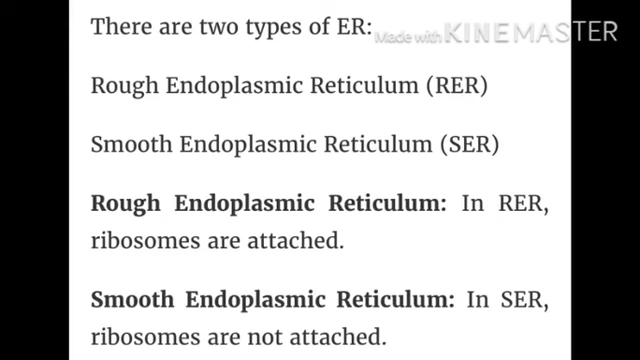 There are two types of ER:
Made with KINEMASTER
Rough Endoplasmic Reticulum (RER)
Smooth Endoplasmic Reticulum (SER)
Rough Endoplasmic Reticulum: In RER,
ribosomes are attached.
Smooth Endoplasmic Reticulum: In SER,
ribosomes are not attached.